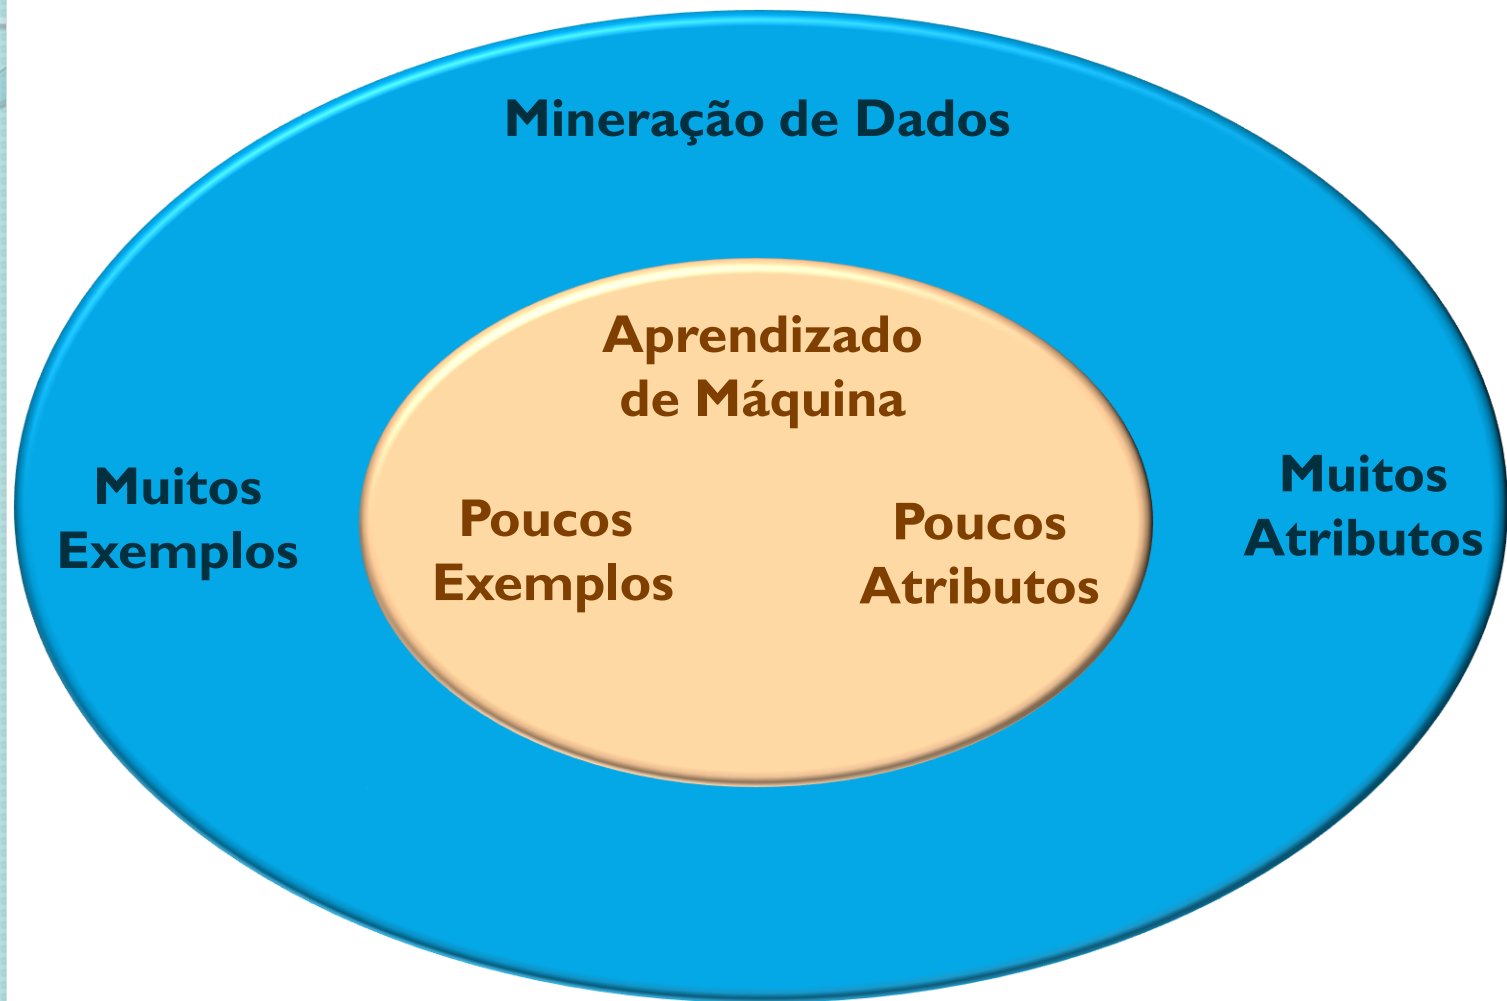 Mineração de Dados
Aprendizado
de Máquina
Muitos
Exemplos
Poucos
Exemplos
Poucos
Atributos
Muitos
Atributos